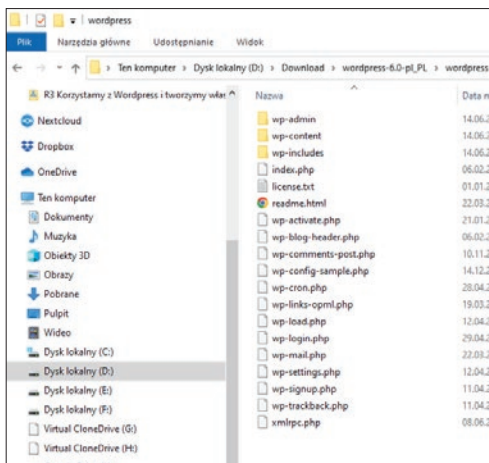 wordpress
Plik Narzędzia główne Udostępnianie Widok
Ten komputer > Dysk lokalny (D:) > Download > wordpress-6.0-pl_PL > wordpress
R3 Korzystamy z Wordpress i tworzymy włas
Nextcloud
Dropbox
OneDrive
Ten komputer
Dokumenty
Muzyka
Obiekty 3D
Obrazy
Pobrane
Pulpit
Wideo
Dysk lokalny (C:)
Dysk lokalny (D:)
Dysk lokalny (E:)
Dysk lokalny (F:)
Virtual CloneDrive (G:)
Virtual CloneDrive (H:)
Nazwa Data m
wp-admin 14.06.2
wp-content 14.06.2
wp-includes 14.06.2
index.php 06.02.2
license.txt 01.01.2
readme.html 22.03.2
wp-activate.php 21.01.2
wp-blog-header.php 06.02.2
wp-comments-post.php 10.11.2
wp-config-sample.php 14.12.2
wp-cron.php 28.04.2
wp-links-opml.php 19.03.2
wp-load.php 12.04.2
wp-login.php 29.04.2
wp-mail.php 22.03.2
wp-settings.php 12.04.2
wp-signup.php 11.04.2
wp-trackback.php 11.04.2
xmlrpc.php 08.06.2